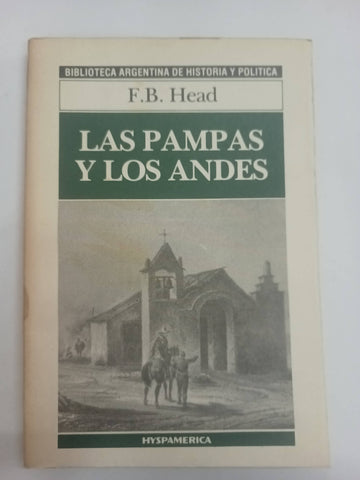 BIBLIOTECA ARGENTINA DE HISTORIA Y POLITICA
F.B. Head
LAS PAMPAS
Y LOS ANDES
HYSPAMERICA